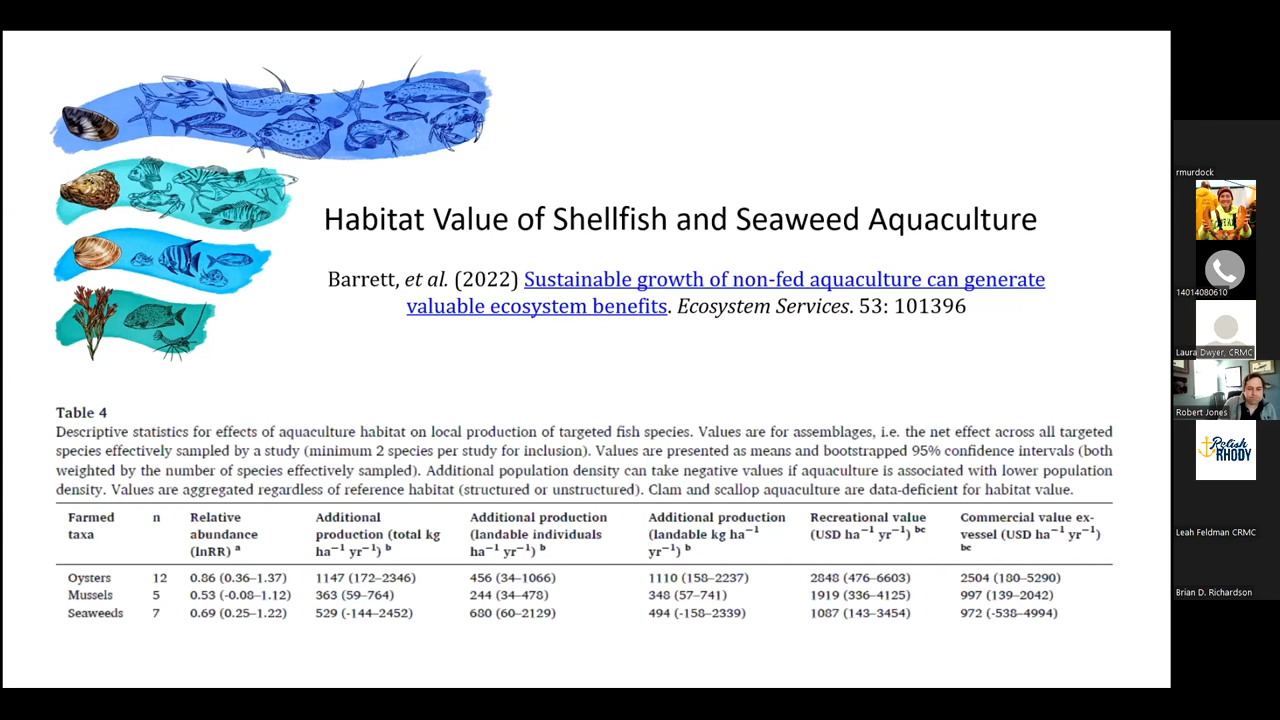 Habitat Value of Shellfish and Seaweed Aquaculture
Barrett, et al. (2022) Sustainable growth of non-fed aquaculture can generate
valuable ecosystem benefits. Ecosystem Services. 53: 101396
Table 4
Descriptive statistics for effects of aquaculture habitat on local production of targeted fish species. Values are for assemblages, i.e. the net effect across all targeted
species effectively sampled by a study (minimum 2 species per study for inclusion). Values are presented as means and bootstrapped 95% confidence intervals (both
weighted by the number of species effectively sampled). Additional population density can take negative values if aquaculture is associated with lower population
density. Values are aggregated regardless of reference habitat (structured or unstructured). Clam and scallop aquaculture are data-deficient for habitat value.
Farmed taxa
n
Relative abundance (lnRR) ᵃ
Additional production (total kg ha⁻¹ yr⁻¹) ᵇ
Additional production (landable individuals ha⁻¹ yr⁻¹) ᵇ
Additional production (landable kg ha⁻¹ yr⁻¹) ᵇ
Recreational value (USD ha⁻¹ yr⁻¹) ᵇᶜ
Commercial value ex-vessel (USD ha⁻¹ yr⁻¹) ᵇᶜ
Oysters 12 0.86 (0.36–1.37) 1147 (172–2346) 456 (34–1066) 1110 (158–2237) 2848 (476–6603) 2504 (180–5290)
Mussels 5 0.53 (-0.08–1.12) 363 (59–764) 244 (34–478) 348 (57–741) 1919 (336–4125) 997 (139–2042)
Seaweeds 7 0.69 (0.25–1.22) 529 (-144–2452) 680 (60–2129) 494 (-158–2339) 1087 (143–3454) 972 (-538–4994)
rmurdock
14014080610
Laura Dwyer, CRMC
Robert Jones
Relish
RHODY
Leah Feldman CRMC
Brian D. Richardson